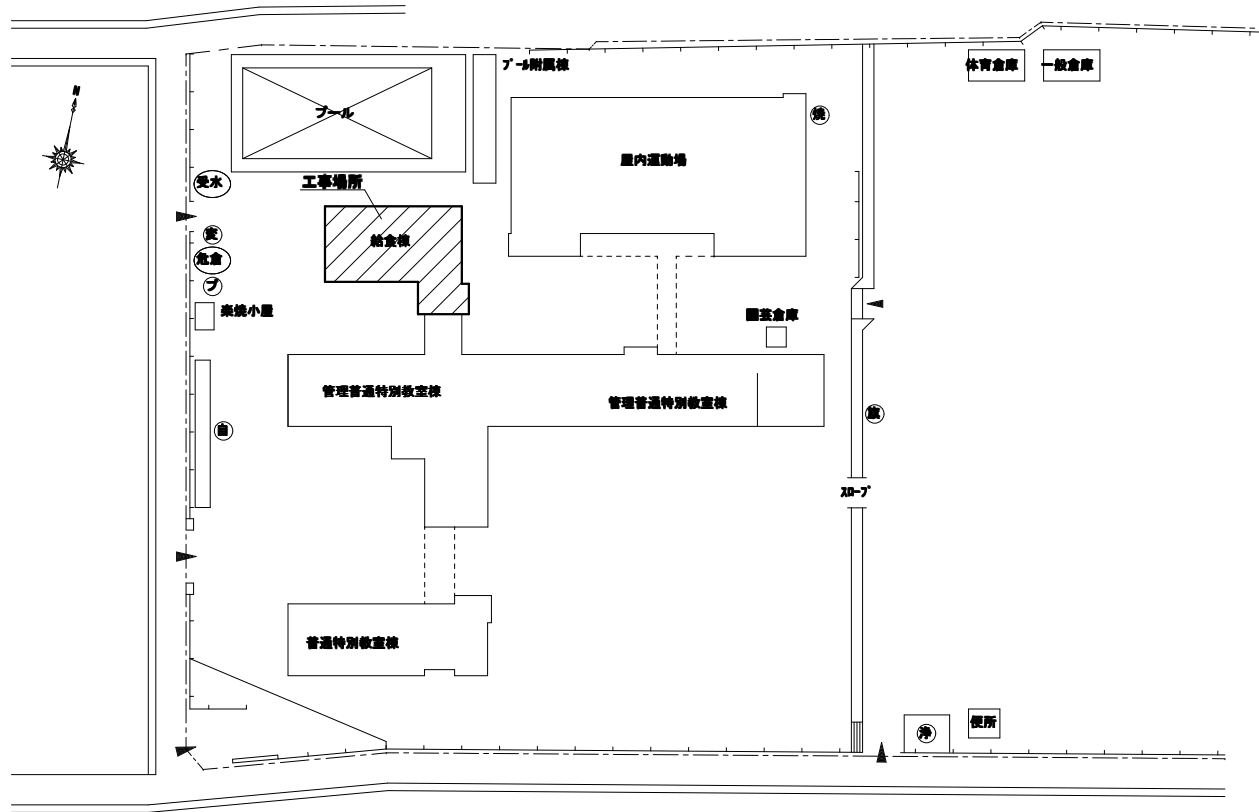 プール附属棟
体育倉庫
一般倉庫
N
プール
焼
屋内運動場
受水
工事場所
変
給食棟
危倉
プ
楽焼小屋
園芸倉庫
管理普通特別教室棟
管理普通特別教室棟
自
旗
スロープ
普通特別教室棟
浄
便所